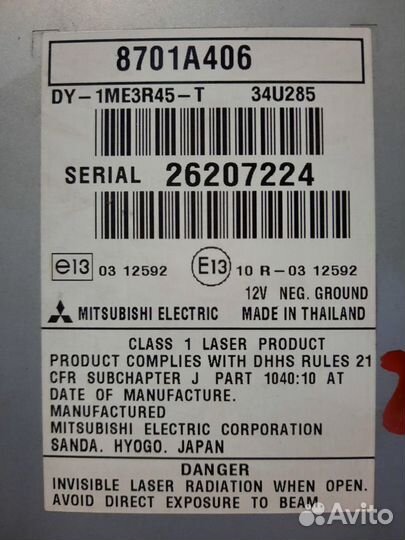 8701A406
DY-1ME3R45-T 34U285
SERIAL 26207224
e13 03 12592 E13 10 R-03 12592
12V NEG. GROUND
MITSUBISHI ELECTRIC MADE IN THAILAND
CLASS 1 LASER PRODUCT
PRODUCT COMPLIES WITH DHHS RULES 21
CFR SUBCHAPTER J PART 1040:10 AT
DATE OF MANUFACTURE.
MANUFACTURED
MITSUBISHI ELECTRIC CORPORATION
SANDA. HYOGO. JAPAN
DANGER
INVISIBLE LASER RADIATION WHEN OPEN.
AVOID DIRECT EXPOSURE TO BEAM.
Avito